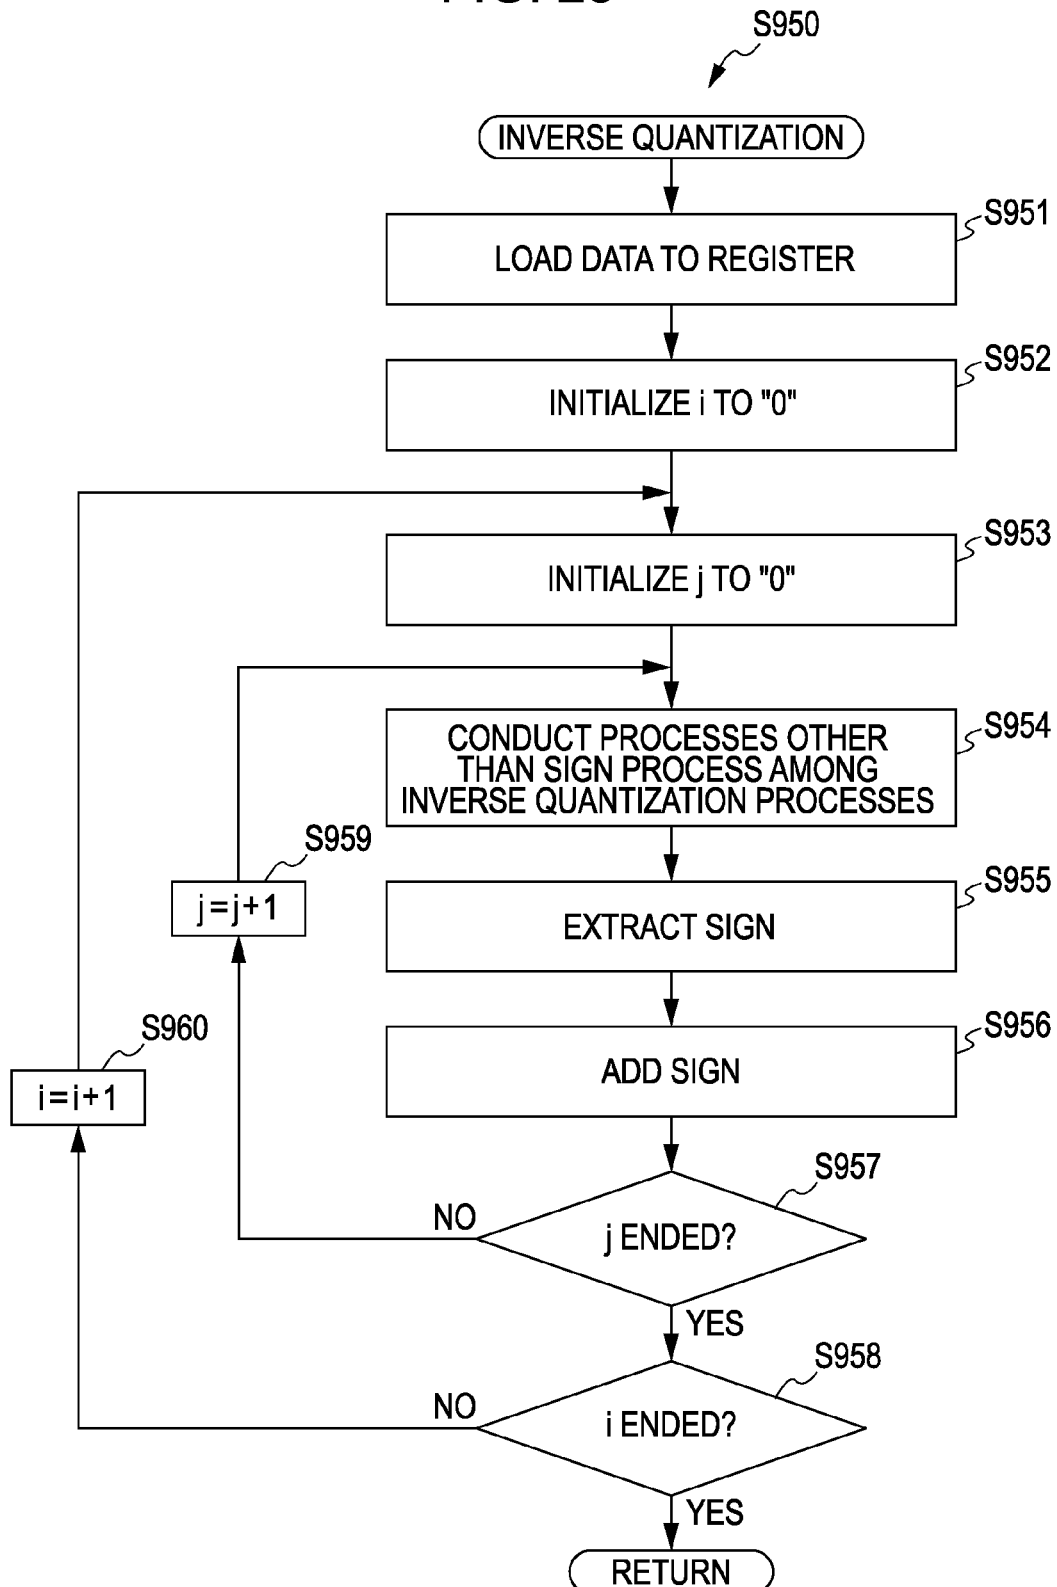 S950
INVERSE QUANTIZATION
S951
LOAD DATA TO REGISTER
S952
INITIALIZE i TO "0"
S953
INITIALIZE j TO "0"
S954
CONDUCT PROCESSES OTHER
THAN SIGN PROCESS AMONG
INVERSE QUANTIZATION PROCESSES
S959
j=j+1
S955
EXTRACT SIGN
S960
i=i+1
S956
ADD SIGN
S957
NO
j ENDED?
YES
S958
NO
i ENDED?
YES
RETURN